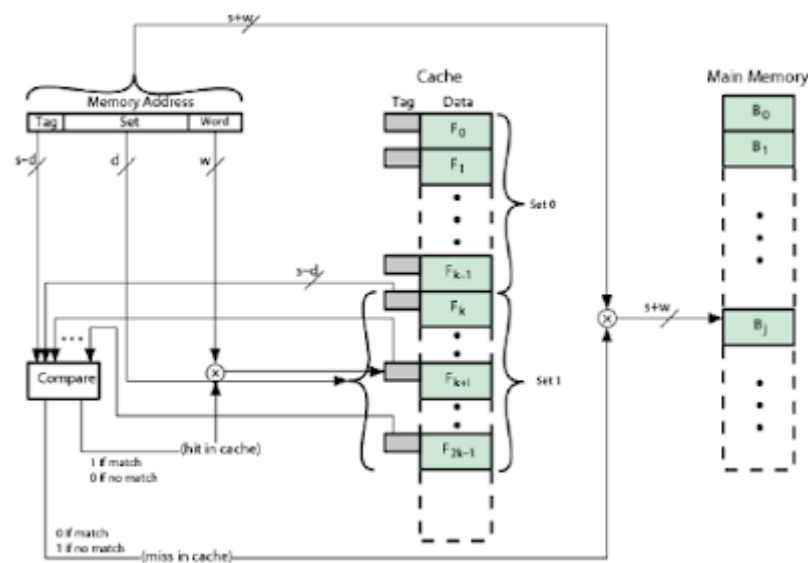 s+w
Cache
Main Memory
Memory Address
Tag Data
Tag Set Word
F0
B0
F1
B1
s–d
d
w
Set 0
s–d
Fk–1
Fk
s+w
Bj
Compare
Fk+i
Set 1
(hit in cache)
1 if match
0 if no match
F2k–1
0 if match
1 if no match
(miss in cache)